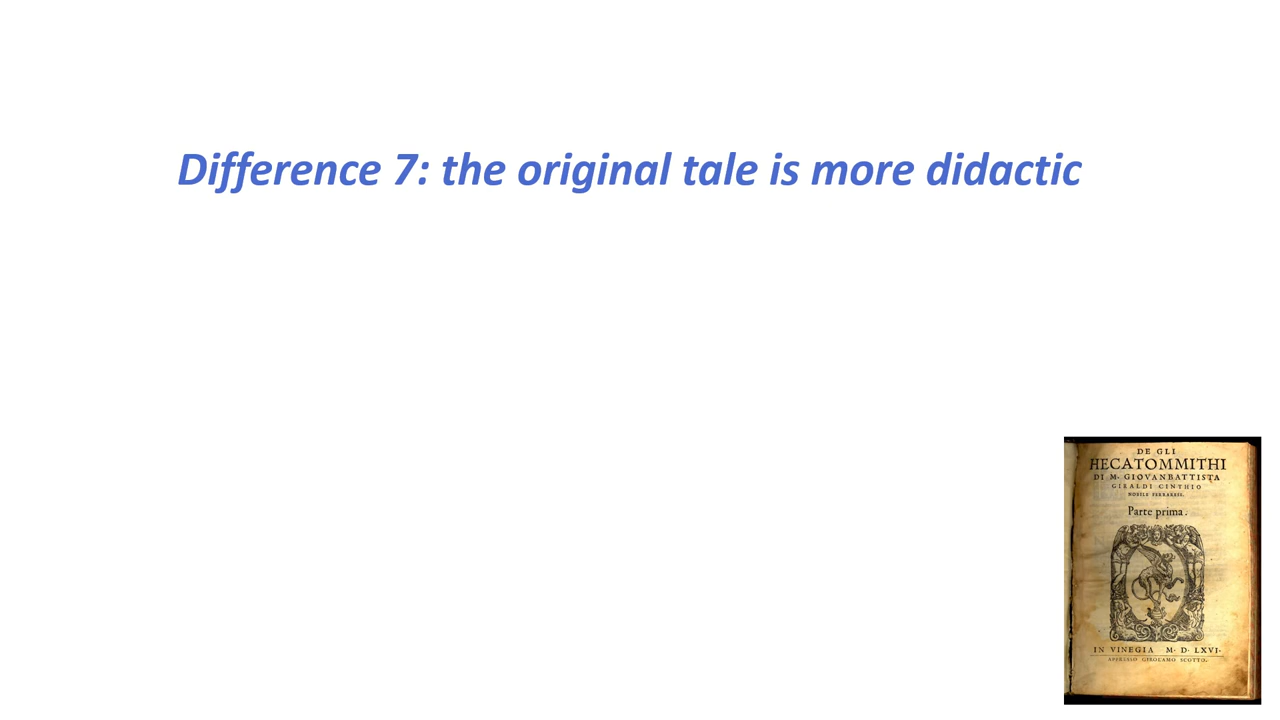 Difference 7: the original tale is more didactic
DE GLI
HECATOMMITHI
DI M. GIOVANBATTISTA
GIRALDI CINTHIO
NOBILE FERRARESE.
Parte prima.
IN VINEGIA M. D. LXVI.
APPRESSO GIROLAMO SCOTTO.